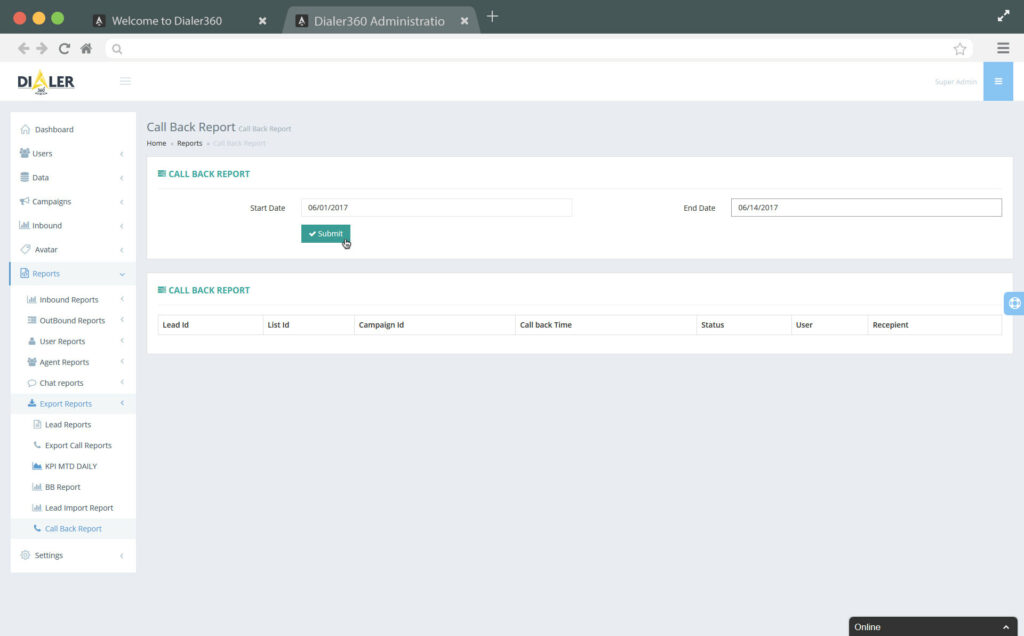 Welcome to Dialer360
Dialer360 Administratio
DIALER
360
Super Admin
Dashboard
Users
Data
Campaigns
Inbound
Avatar
Reports
Inbound Reports
OutBound Reports
User Reports
Agent Reports
Chat reports
Export Reports
Lead Reports
Export Call Reports
KPI MTD DAILY
BB Report
Lead Import Report
Call Back Report
Settings
Call Back Report Call Back Report
Home Reports Call Back Report
CALL BACK REPORT
Start Date 06/01/2017 End Date 06/14/2017
Submit
CALL BACK REPORT
Lead Id List Id Campaign Id Call back Time Status User Recepient
Online